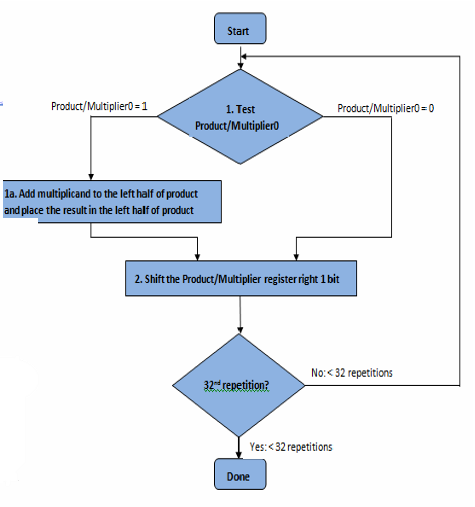 Start
Product/Multiplier0 = 1
1. Test
Product/Multiplier0
Product/Multiplier0 = 0
1a. Add multiplicand to the left half of product
and place the result in the left half of product
2. Shift the Product/Multiplier register right 1 bit
32nd repetition?
No: < 32 repetitions
Yes: < 32 repetitions
Done